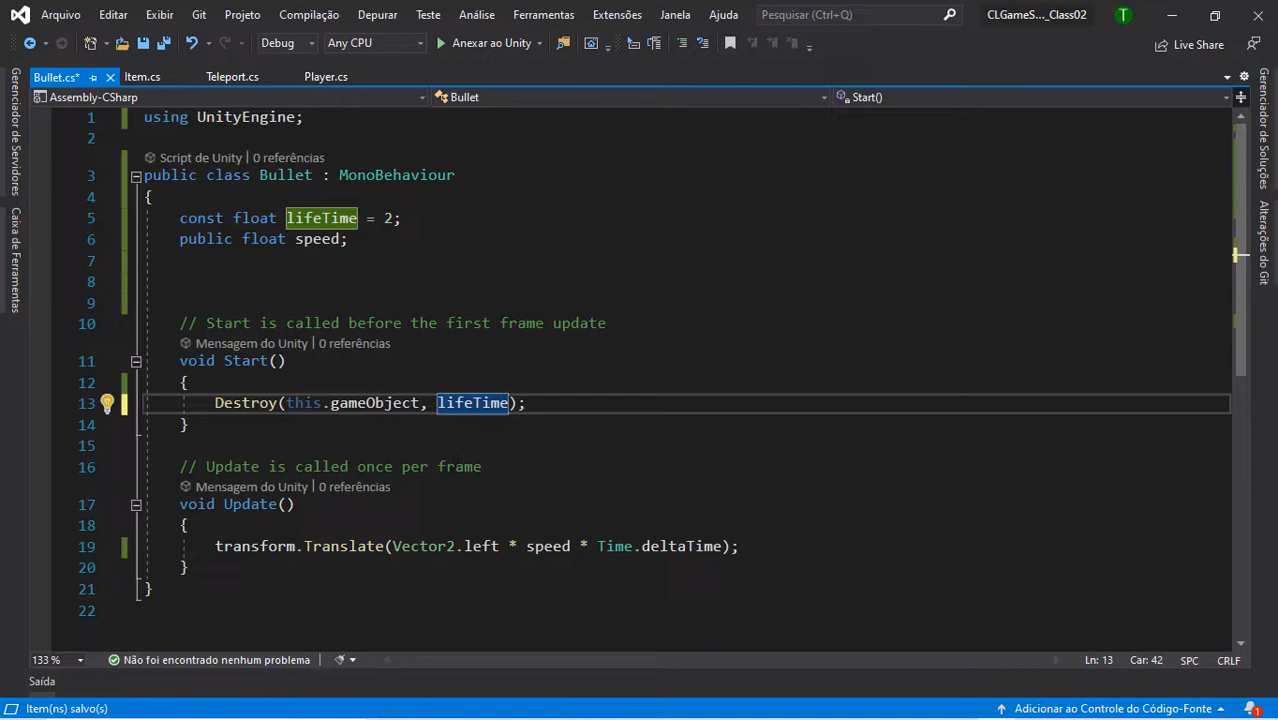 Arquivo Editar Exibir Git Projeto Compilação Depurar Teste Análise Ferramentas Extensões Janela Ajuda Pesquisar (Ctrl+Q) CLGameS..._Class02 T
Debug Any CPU Anexar ao Unity Live Share
Bullet.cs* Item.cs Teleport.cs Player.cs
Assembly-CSharp Bullet Start()
Gerenciador de Servidores
Caixa de Ferramentas
Gerenciador de Soluções
Alterações do Git
1 using UnityEngine;
2
Script de Unity | 0 referências
3 public class Bullet : MonoBehaviour
4 {
5 const float lifeTime = 2;
6 public float speed;
7
8
9
10 // Start is called before the first frame update
Mensagem do Unity | 0 referências
11 void Start()
12 {
13 Destroy(this.gameObject, lifeTime);
14 }
15
16 // Update is called once per frame
Mensagem do Unity | 0 referências
17 void Update()
18 {
19 transform.Translate(Vector2.left * speed * Time.deltaTime);
20 }
21 }
22
133 % Não foi encontrado nenhum problema Ln: 13 Car: 42 SPC CRLF
Saída
Item(ns) salvo(s) Adicionar ao Controle do Código-Fonte 1